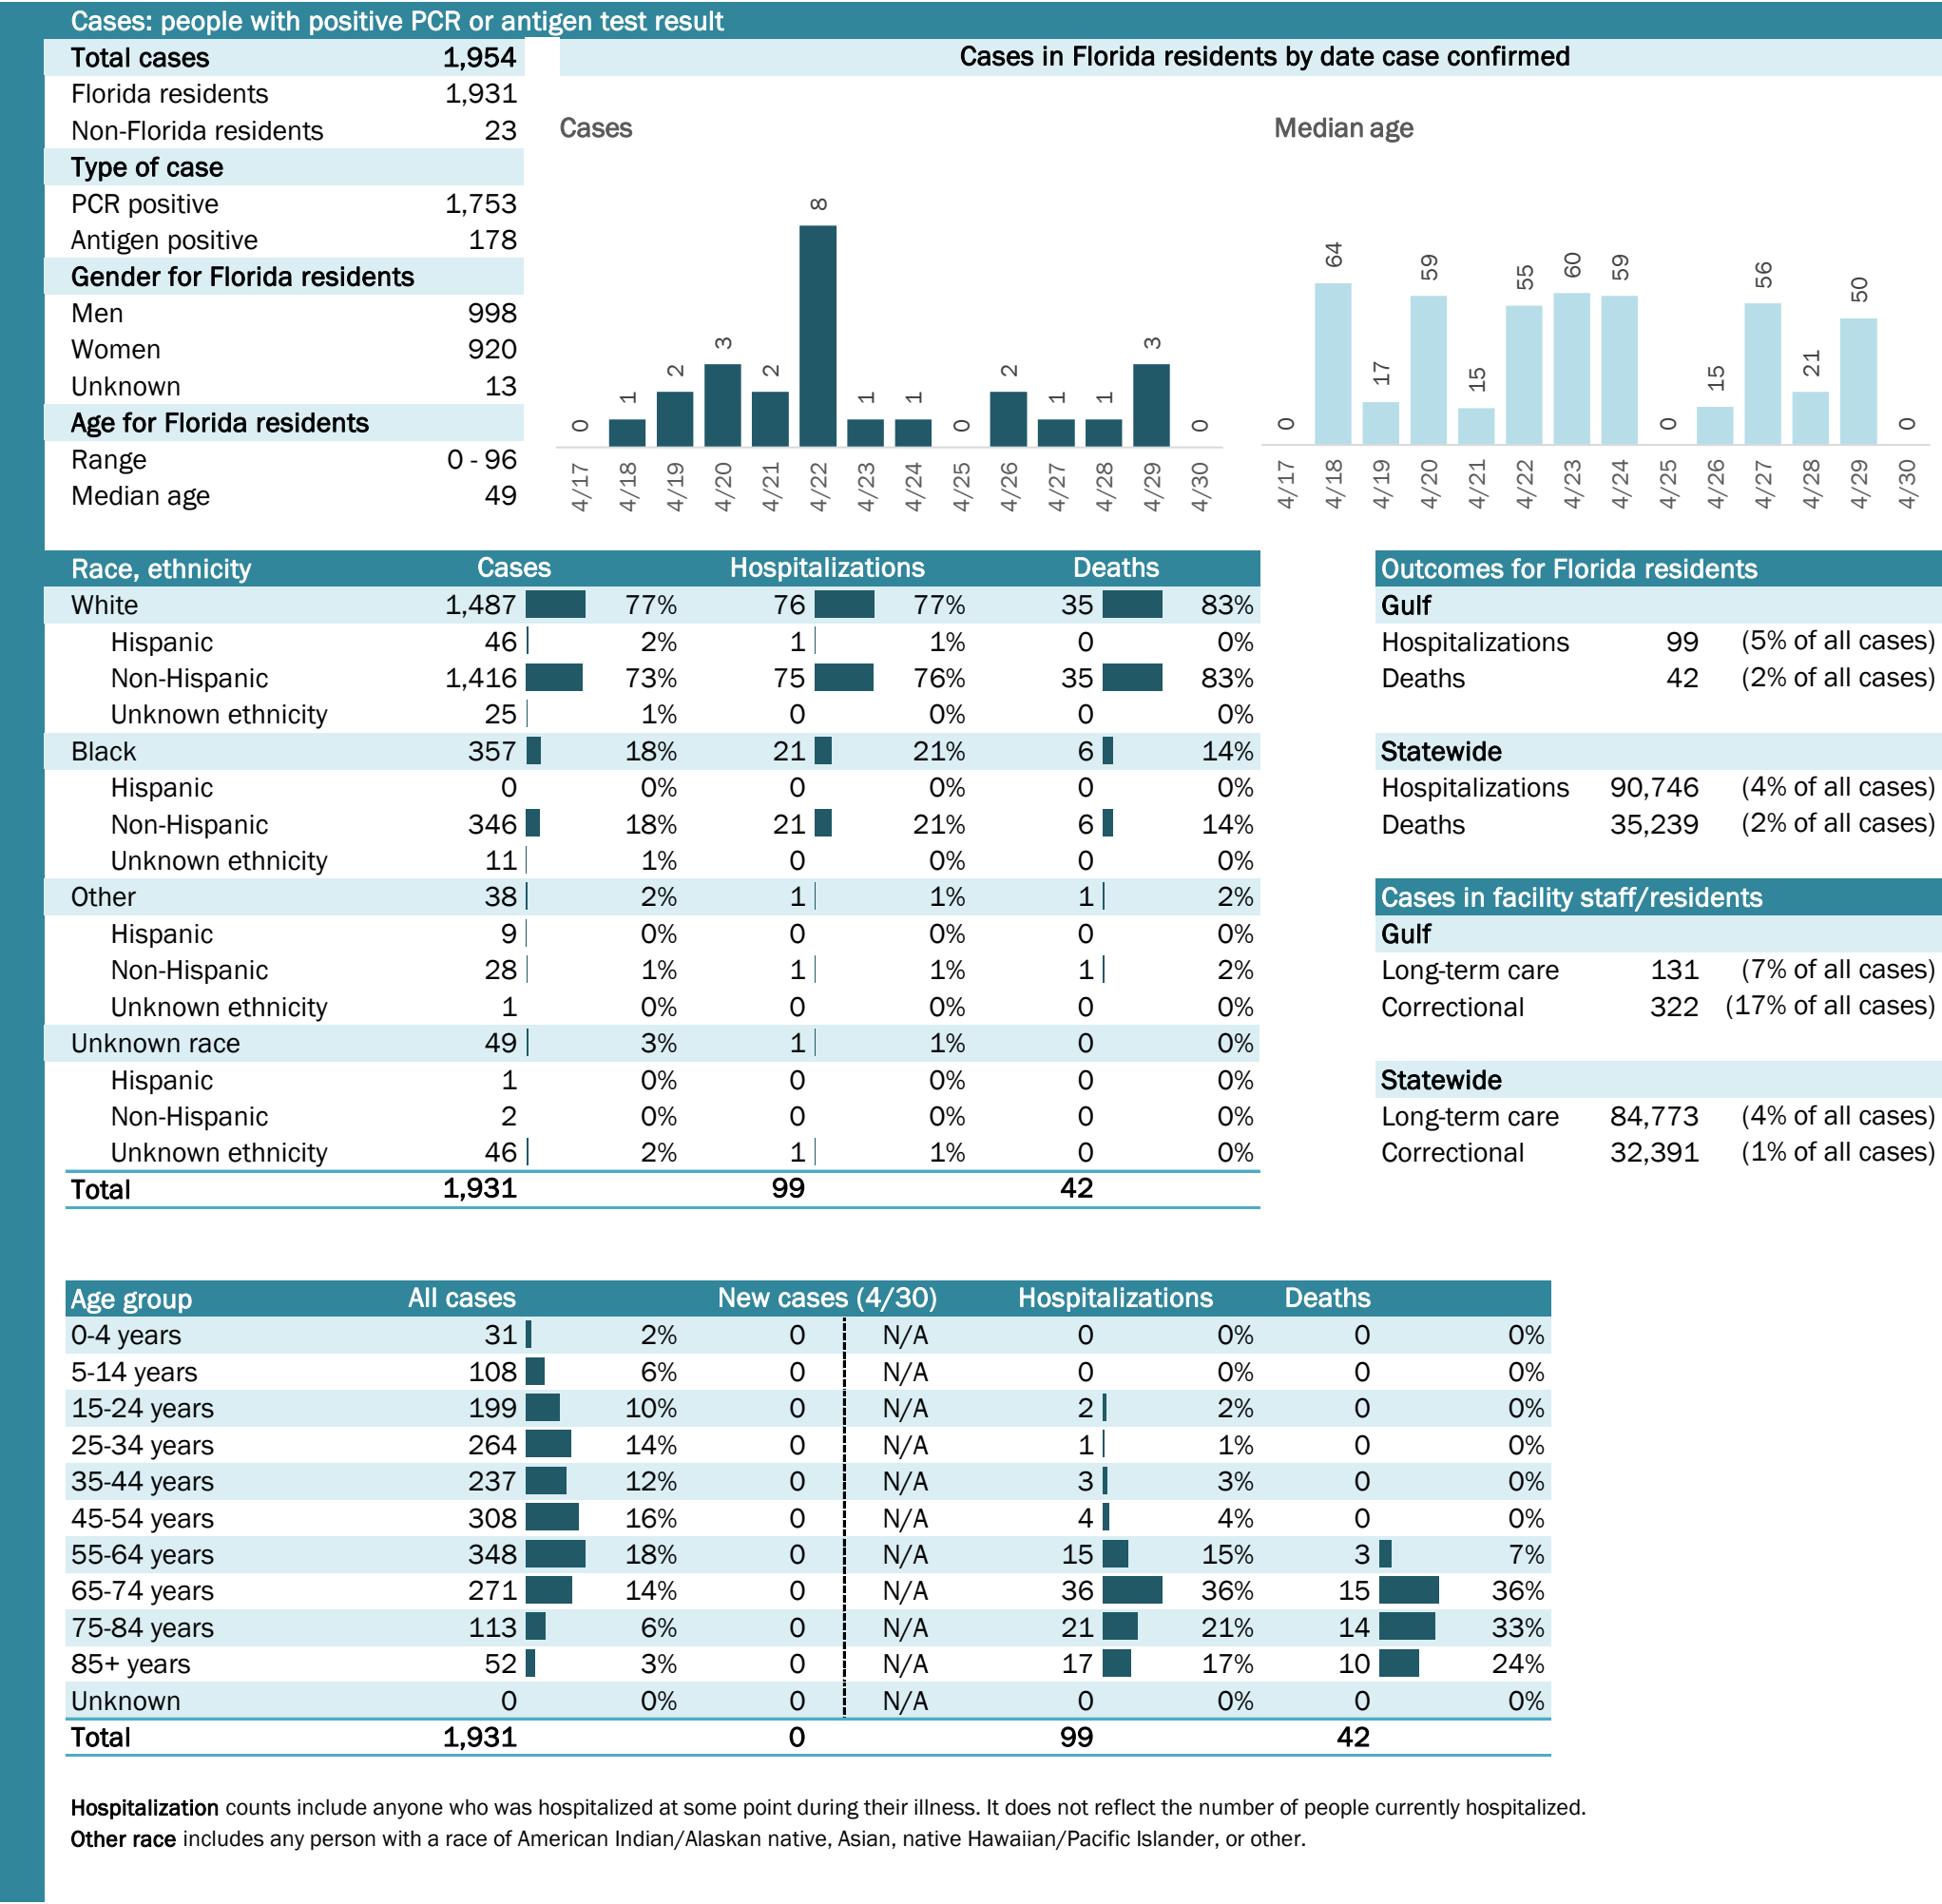 Cases: people with positive PCR or antigen test result
Total cases 1,954
Florida residents 1,931
Non-Florida residents 23
Type of case
PCR positive 1,753
Antigen positive 178
Gender for Florida residents
Men 998
Women 920
Unknown 13
Age for Florida residents
Range 0 - 96
Median age 49
Cases in Florida residents by date case confirmed
Cases
0 1 2 3 2 8 1 1 0 2 1 1 3 0
4/17 4/18 4/19 4/20 4/21 4/22 4/23 4/24 4/25 4/26 4/27 4/28 4/29 4/30
Median age
0 64 17 59 15 55 60 59 0 15 56 21 50 0
4/17 4/18 4/19 4/20 4/21 4/22 4/23 4/24 4/25 4/26 4/27 4/28 4/29 4/30
Race, ethnicity Cases Hospitalizations Deaths
White 1,487 77% 76 77% 35 83%
Hispanic 46 2% 1 1% 0 0%
Non-Hispanic 1,416 73% 75 76% 35 83%
Unknown ethnicity 25 1% 0 0% 0 0%
Black 357 18% 21 21% 6 14%
Hispanic 0 0% 0 0% 0 0%
Non-Hispanic 346 18% 21 21% 6 14%
Unknown ethnicity 11 1% 0 0% 0 0%
Other 38 2% 1 1% 1 2%
Hispanic 9 0% 0 0% 0 0%
Non-Hispanic 28 1% 1 1% 1 2%
Unknown ethnicity 1 0% 0 0% 0 0%
Unknown race 49 3% 1 1% 0 0%
Hispanic 1 0% 0 0% 0 0%
Non-Hispanic 2 0% 0 0% 0 0%
Unknown ethnicity 46 2% 1 1% 0 0%
Total 1,931 99 42
Outcomes for Florida residents
Gulf
Hospitalizations 99 (5% of all cases)
Deaths 42 (2% of all cases)
Statewide
Hospitalizations 90,746 (4% of all cases)
Deaths 35,239 (2% of all cases)
Cases in facility staff/residents
Gulf
Long-term care 131 (7% of all cases)
Correctional 322 (17% of all cases)
Statewide
Long-term care 84,773 (4% of all cases)
Correctional 32,391 (1% of all cases)
Age group All cases New cases (4/30) Hospitalizations Deaths
0-4 years 31 2% 0 N/A 0 0% 0 0%
5-14 years 108 6% 0 N/A 0 0% 0 0%
15-24 years 199 10% 0 N/A 2 2% 0 0%
25-34 years 264 14% 0 N/A 1 1% 0 0%
35-44 years 237 12% 0 N/A 3 3% 0 0%
45-54 years 308 16% 0 N/A 4 4% 0 0%
55-64 years 348 18% 0 N/A 15 15% 3 7%
65-74 years 271 14% 0 N/A 36 36% 15 36%
75-84 years 113 6% 0 N/A 21 21% 14 33%
85+ years 52 3% 0 N/A 17 17% 10 24%
Unknown 0 0% 0 N/A 0 0% 0 0%
Total 1,931 0 99 42
Hospitalization counts include anyone who was hospitalized at some point during their illness. It does not reflect the number of people currently hospitalized.
Other race includes any person with a race of American Indian/Alaskan native, Asian, native Hawaiian/Pacific Islander, or other.